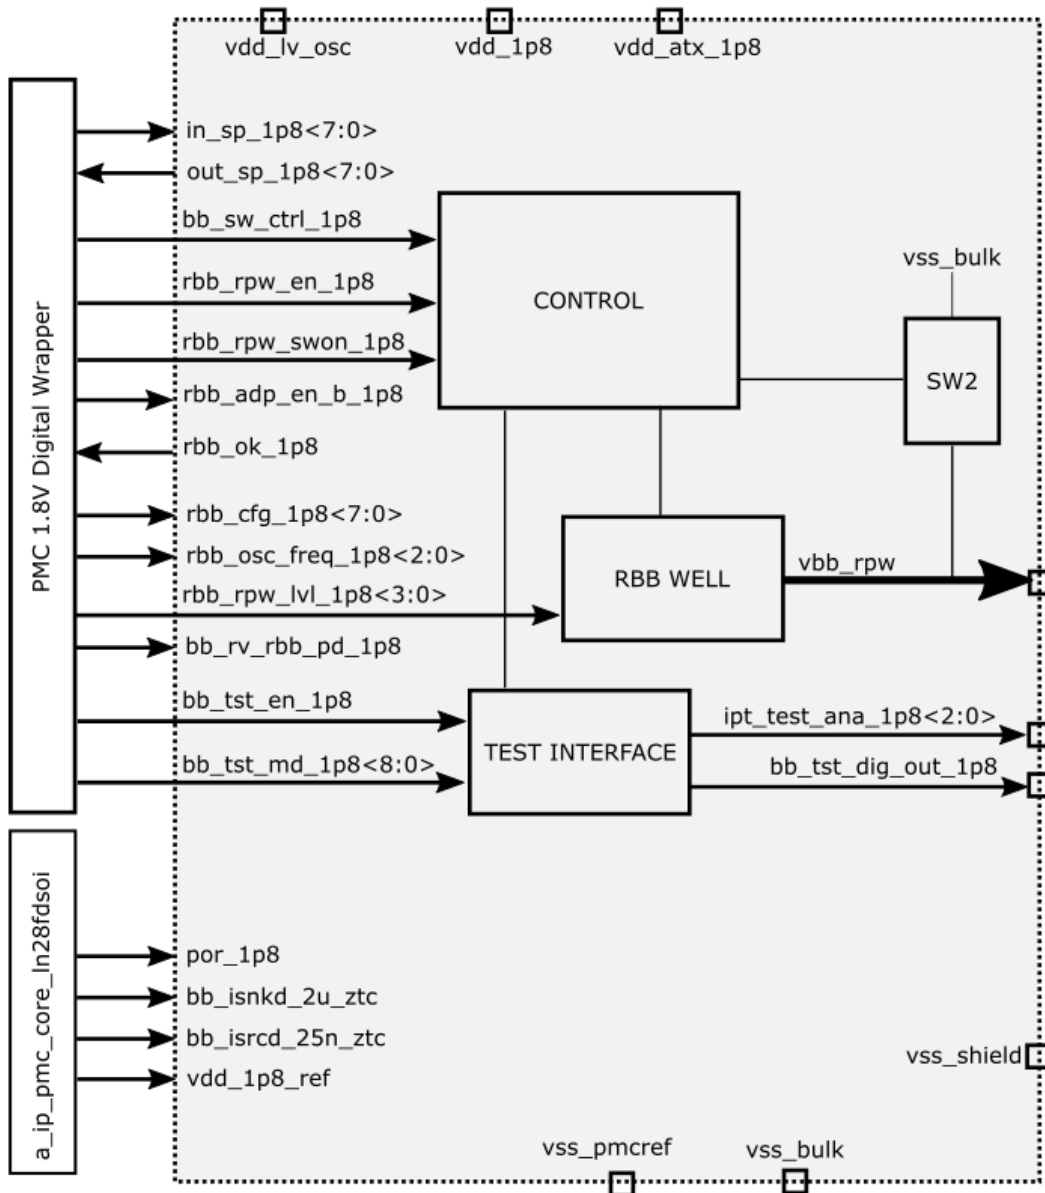 vdd_lv_osc
vdd_1p8
vdd_atx_1p8
PMC 1.8V Digital Wrapper
in_sp_1p8<7:0>
out_sp_1p8<7:0>
bb_sw_ctrl_1p8
rbb_rpw_en_1p8
rbb_rpw_swon_1p8
rbb_adp_en_b_1p8
rbb_ok_1p8
rbb_cfg_1p8<7:0>
rbb_osc_freq_1p8<2:0>
rbb_rpw_lvl_1p8<3:0>
bb_rv_rbb_pd_1p8
bb_tst_en_1p8
bb_tst_md_1p8<8:0>
CONTROL
vss_bulk
SW2
RBB WELL
vbb_rpw
TEST INTERFACE
ipt_test_ana_1p8<2:0>
bb_tst_dig_out_1p8
a_ip_pmc_core_ln28fdsoi
por_1p8
bb_isnkd_2u_ztc
bb_isrcd_25n_ztc
vdd_1p8_ref
vss_shield
vss_pmcref
vss_bulk